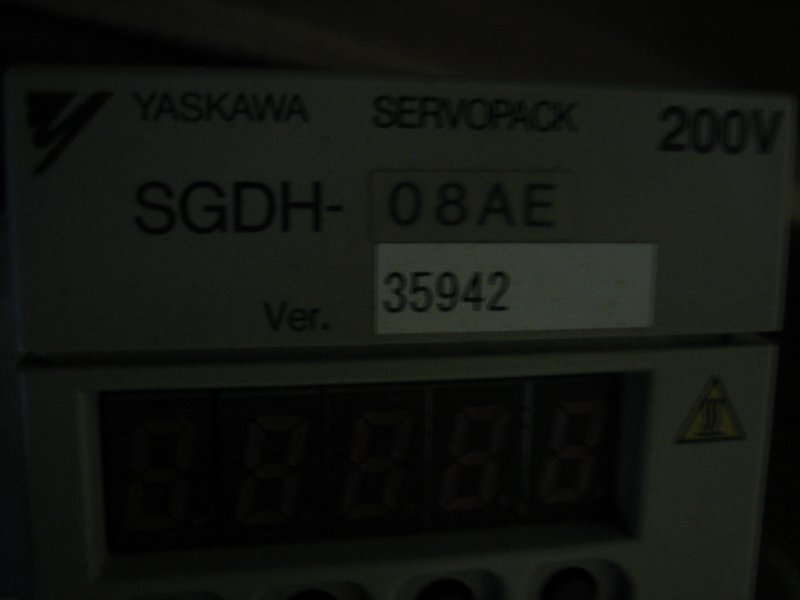 YASKAWA SERVOPACK 200V
SGDH- 08AE
Ver. 35942